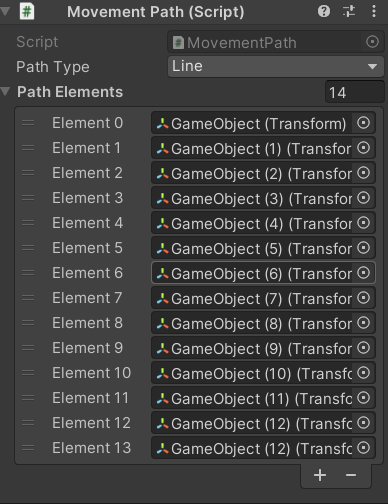 Movement Path (Script)
Script MovementPath
Path Type Line
Path Elements 14
Element 0 GameObject (Transform)
Element 1 GameObject (1) (Transfor
Element 2 GameObject (2) (Transfor
Element 3 GameObject (3) (Transfor
Element 4 GameObject (4) (Transfor
Element 5 GameObject (5) (Transfor
Element 6 GameObject (6) (Transfor
Element 7 GameObject (7) (Transfor
Element 8 GameObject (8) (Transfor
Element 9 GameObject (9) (Transfor
Element 10 GameObject (10) (Transfo
Element 11 GameObject (11) (Transfo
Element 12 GameObject (12) (Transfo
Element 13 GameObject (12) (Transfo
+ −